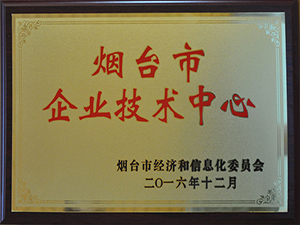 烟台市
企业技术中心
烟台市经济和信息化委员会
二〇一六年十二月